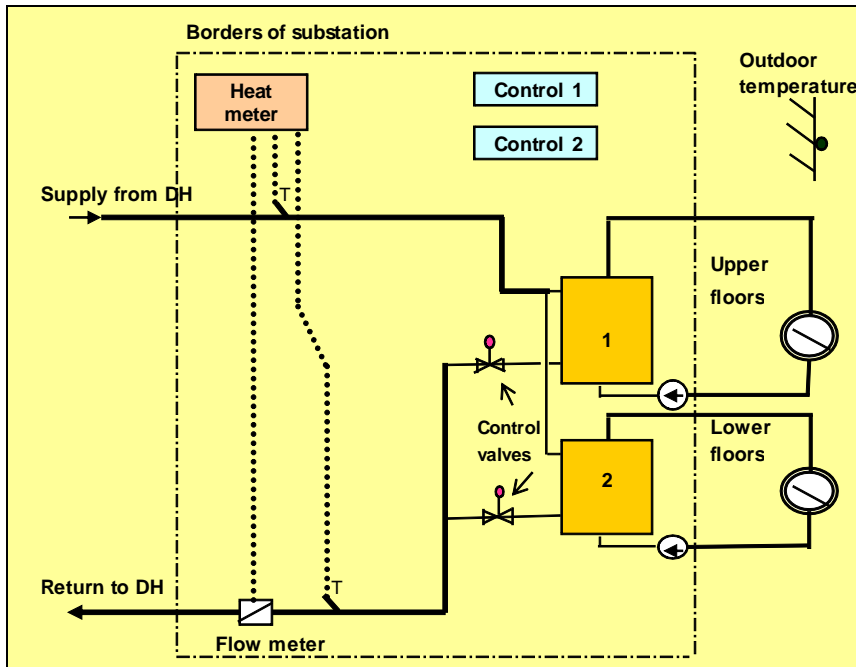 Borders of substation
Heat
meter
Control 1
Control 2
Outdoor
temperature
T
Supply from DH
Upper
floors
1
Control
valves
Lower
floors
2
T
Return to DH
Flow meter